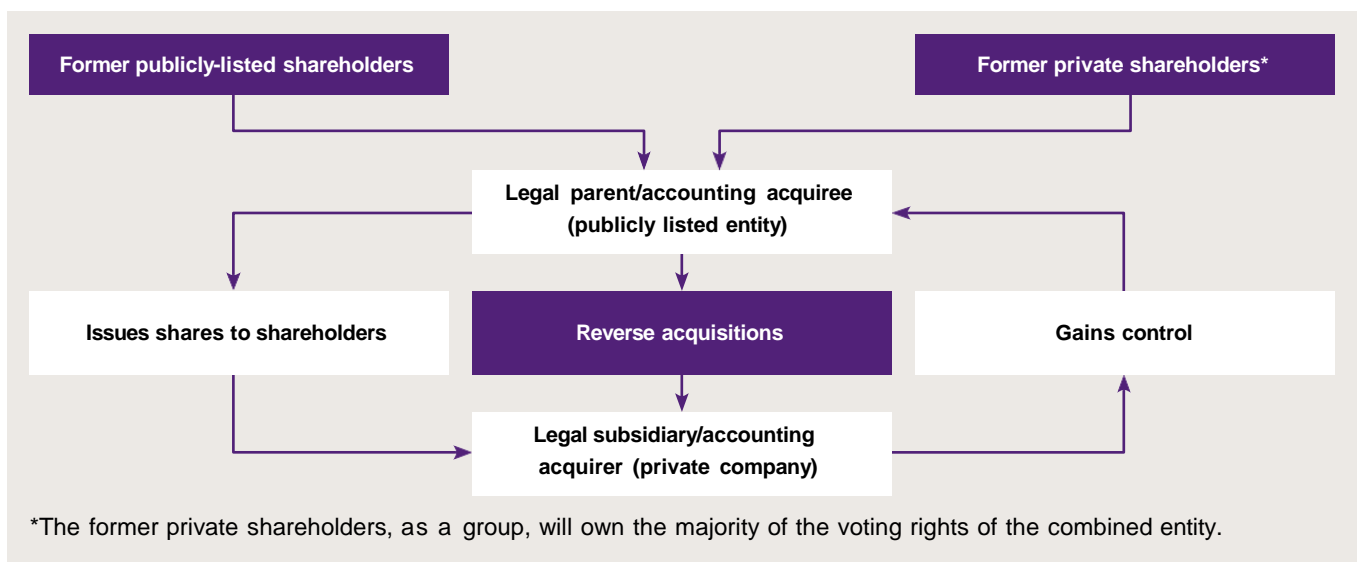 Former publicly-listed shareholders
Former private shareholders*
Legal parent/accounting acquiree
(publicly listed entity)
Issues shares to shareholders
Reverse acquisitions
Gains control
Legal subsidiary/accounting
acquirer (private company)
*The former private shareholders, as a group, will own the majority of the voting rights of the combined entity.